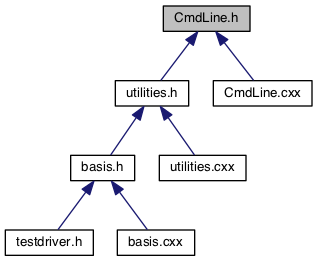 CmdLine.h
utilities.h
CmdLine.cxx
basis.h
utilities.cxx
testdriver.h
basis.cxx